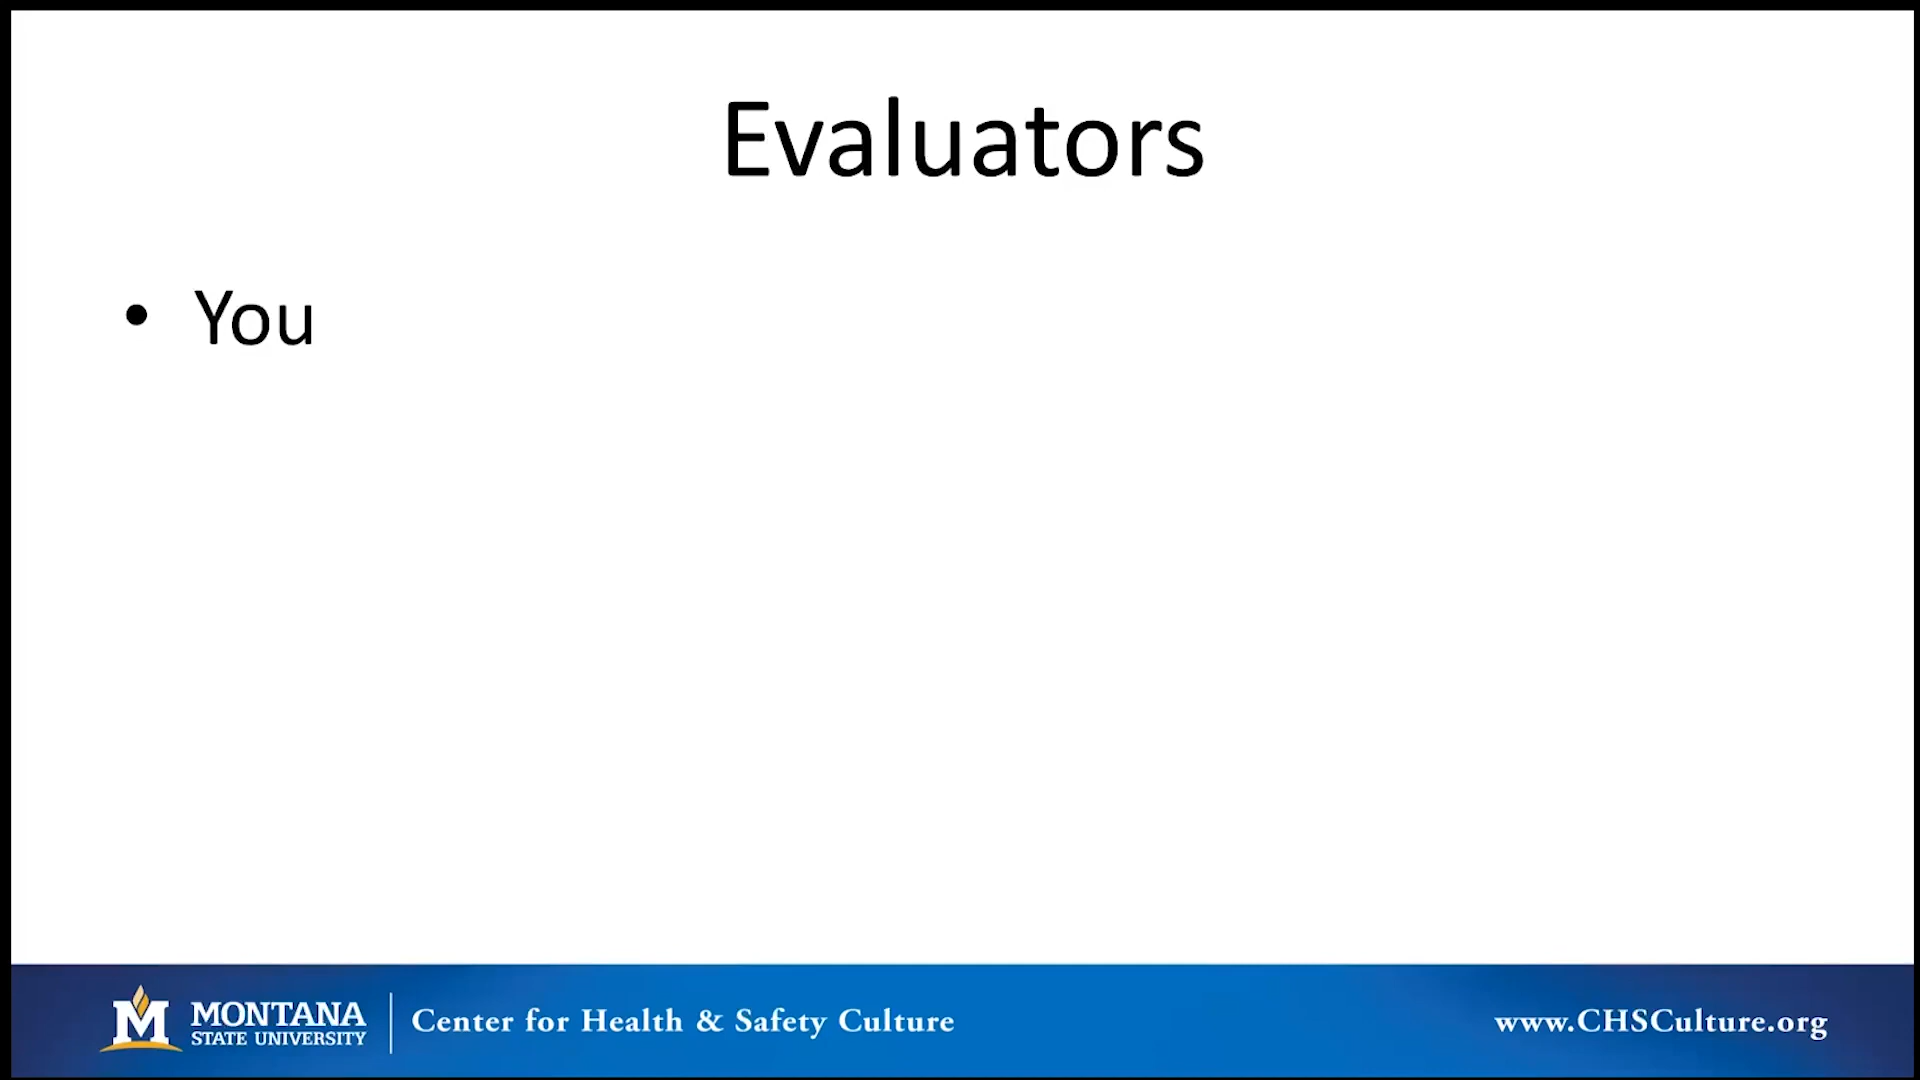 Evaluators
• You
M MONTANA
STATE UNIVERSITY
Center for Health & Safety Culture
www.CHSCulture.org